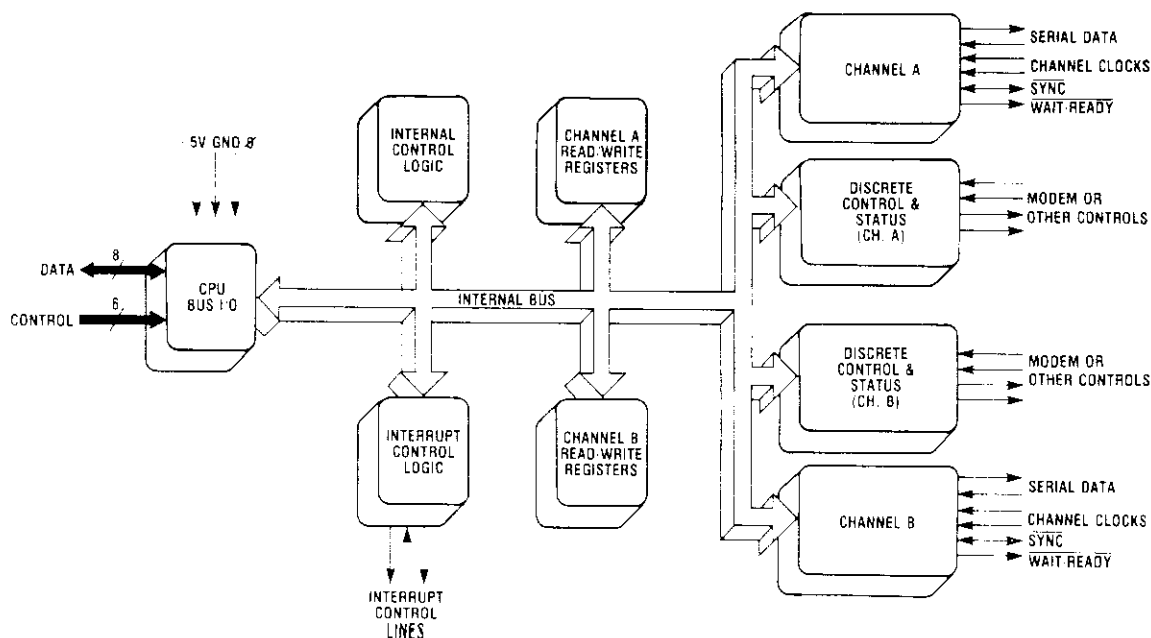 5V GND Φ
DATA
8
CONTROL
6
CPU
BUS I/O
INTERNAL
CONTROL
LOGIC
CHANNEL A
READ/WRITE
REGISTERS
INTERNAL BUS
INTERRUPT
CONTROL
LOGIC
CHANNEL B
READ/WRITE
REGISTERS
INTERRUPT
CONTROL
LINES
CHANNEL A
SERIAL DATA
CHANNEL CLOCKS
SYNC
WAIT/READY
DISCRETE
CONTROL &
STATUS
(CH. A)
MODEM OR
OTHER CONTROLS
DISCRETE
CONTROL &
STATUS
(CH. B)
MODEM OR
OTHER CONTROLS
CHANNEL B
SERIAL DATA
CHANNEL CLOCKS
SYNC
WAIT/READY